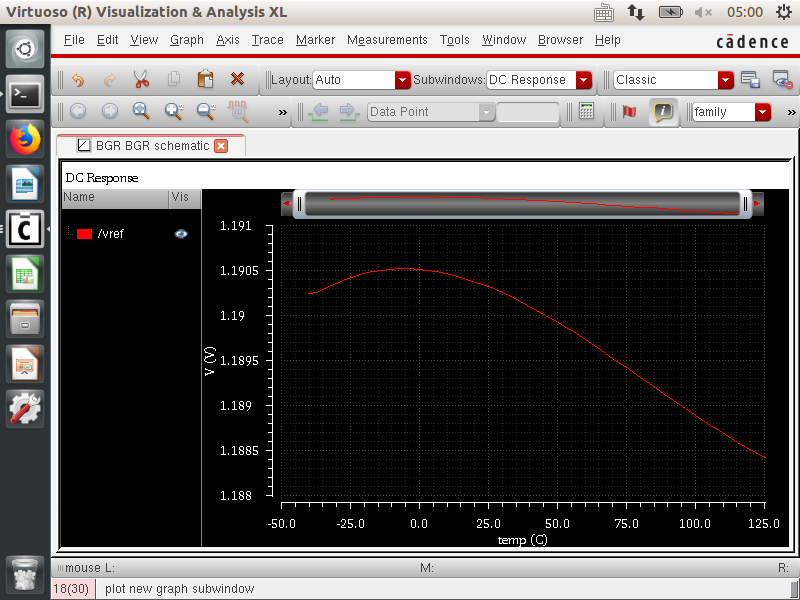 Virtuoso (R) Visualization & Analysis XL
05:00
File Edit View Graph Axis Trace Marker Measurements Tools Window Browser Help
cādence
Layout: Auto Subwindows: DC Response Classic
» Data Point family »
BGR BGR schematic
DC Response
Name Vis
/vref
1.191
1.1905
1.19
1.1895
1.189
1.1885
1.188
V (V)
-50.0 -25.0 0.0 25.0 50.0 75.0 100.0 125.0
temp (C)
mouse L: M: R:
18(30) plot new graph subwindow